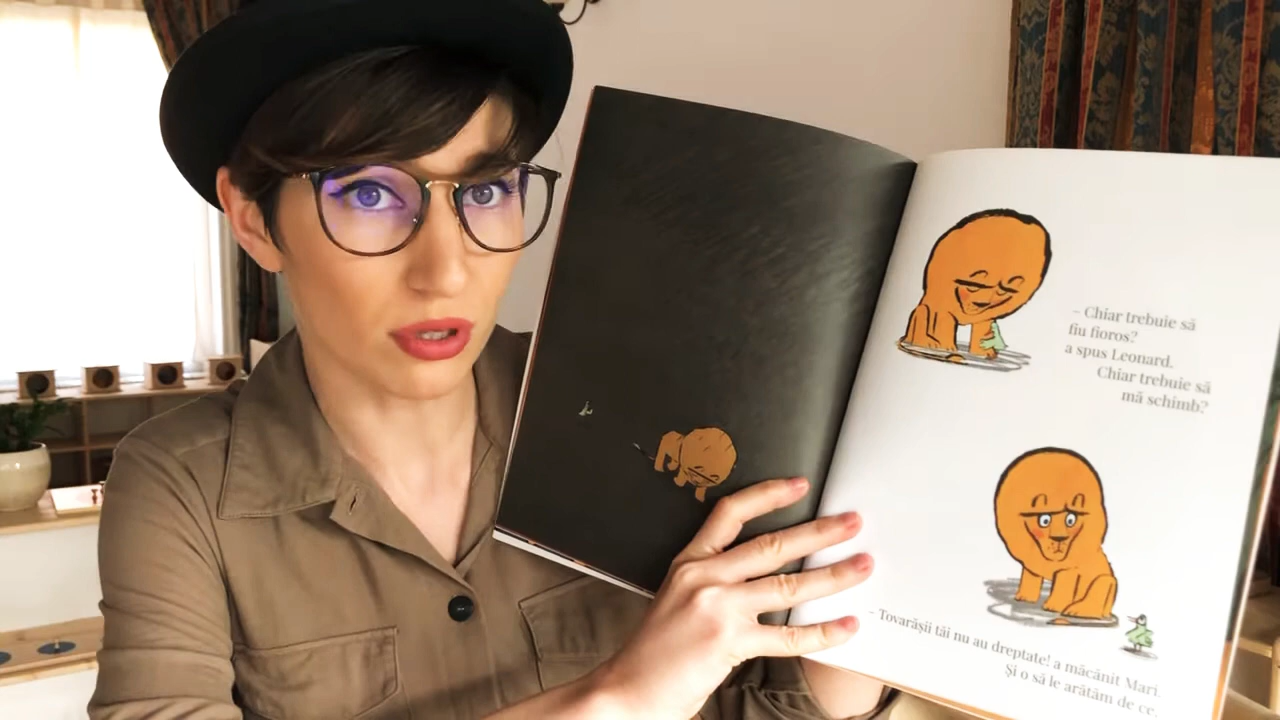 – Chiar trebuie să
fiu fioros?
a spus Leonard.
Chiar trebuie să
mă schimb?
– Tovarășii tăi nu au dreptate! a măcănit Mari.
Și o să le arătăm de ce.